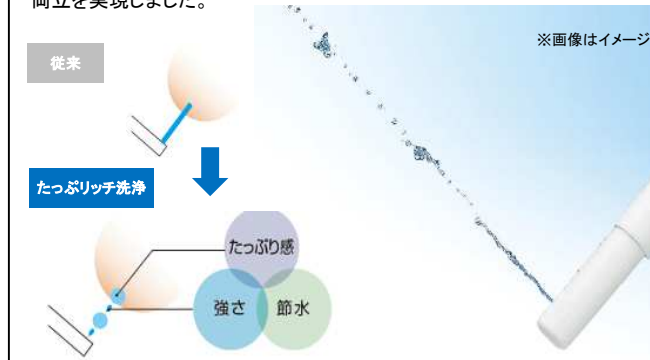 両立を実現しました。
※画像はイメージ
従来
たっぷリッチ洗浄
たっぷり感
強さ
節水